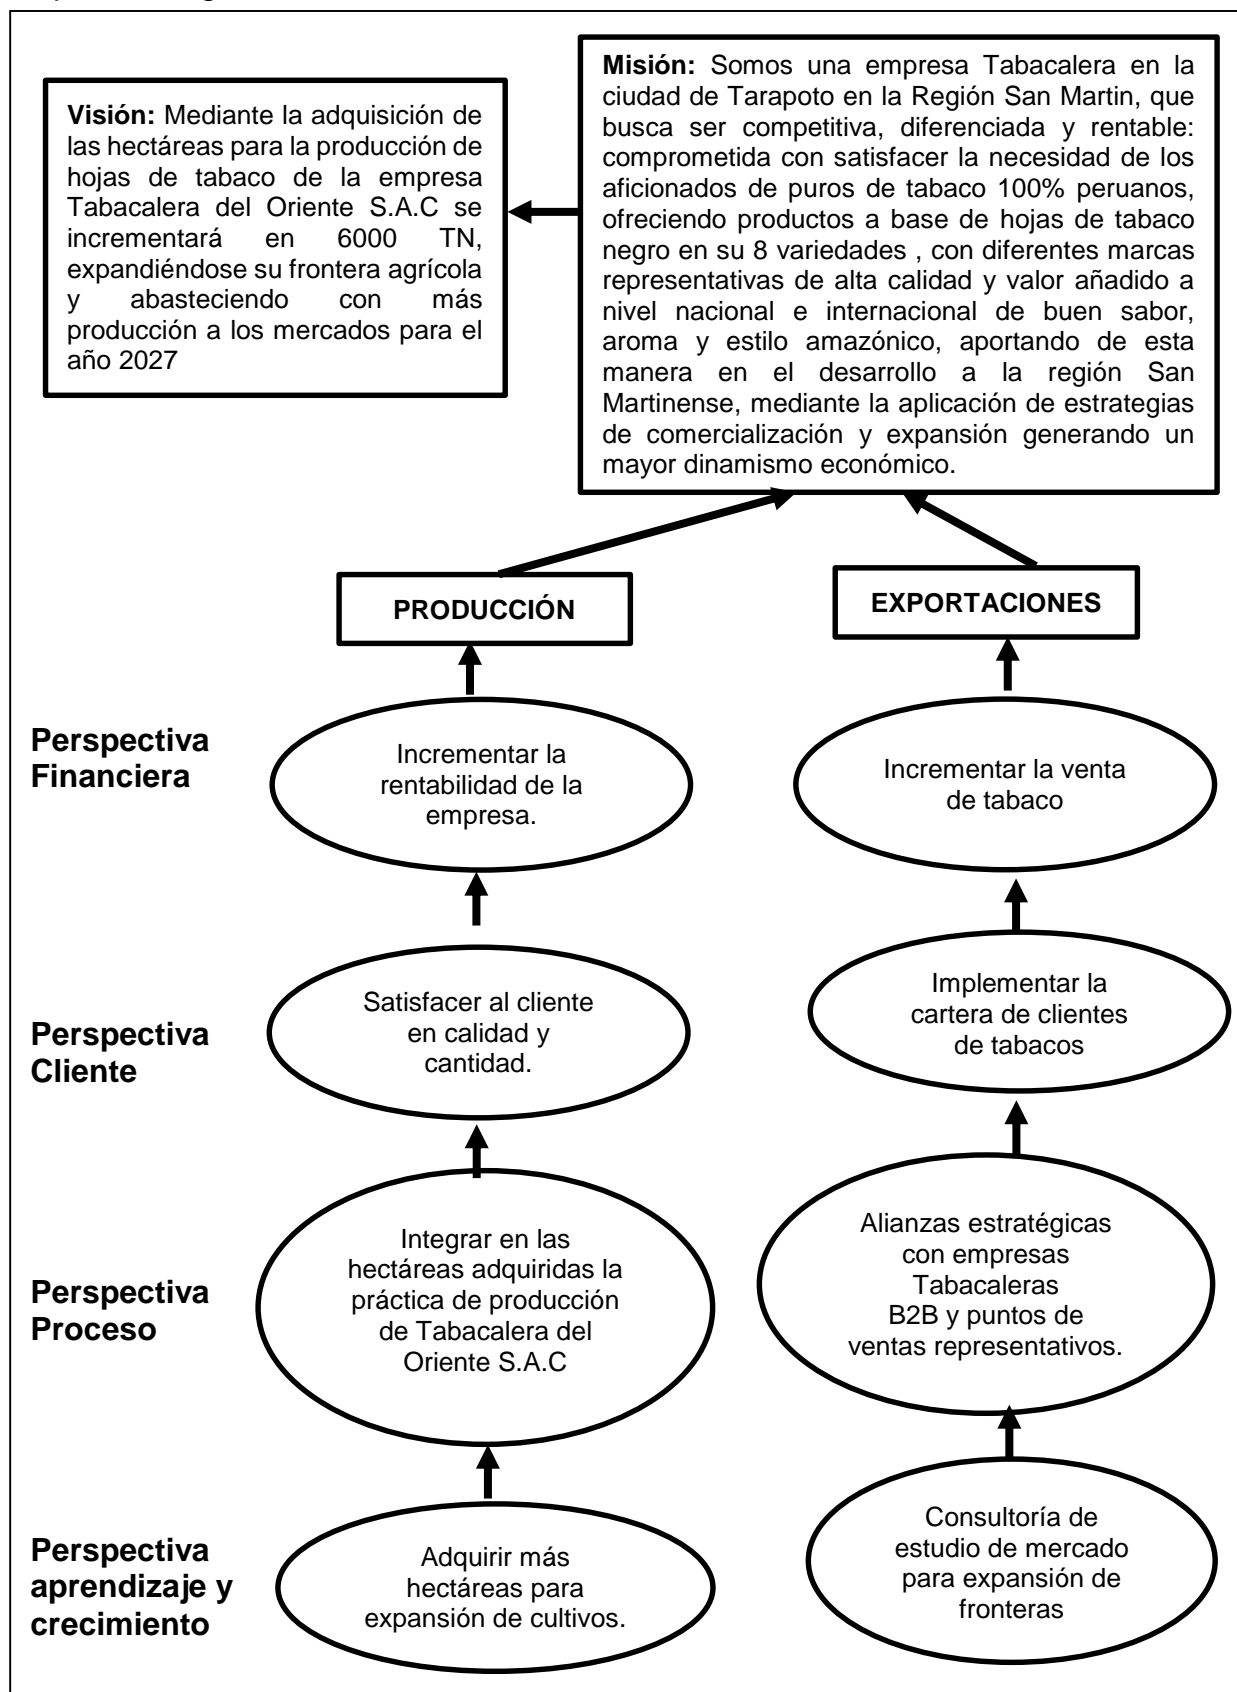 Visión: Mediante la adquisición de
las hectáreas para la producción de
hojas de tabaco de la empresa
Tabacalera del Oriente S.A.C se
incrementará en 6000 TN,
expandiéndose su frontera agrícola
y abasteciendo con más
producción a los mercados para el
año 2027
Misión: Somos una empresa Tabacalera en la
ciudad de Tarapoto en la Región San Martin, que
busca ser competitiva, diferenciada y rentable:
comprometida con satisfacer la necesidad de los
aficionados de puros de tabaco 100% peruanos,
ofreciendo productos a base de hojas de tabaco
negro en su 8 variedades , con diferentes marcas
representativas de alta calidad y valor añadido a
nivel nacional e internacional de buen sabor,
aroma y estilo amazónico, aportando de esta
manera en el desarrollo a la región San
Martinense, mediante la aplicación de estrategias
de comercialización y expansión generando un
mayor dinamismo económico.
PRODUCCIÓN
EXPORTACIONES
Perspectiva
Financiera
Incrementar la
rentabilidad de la
empresa.
Incrementar la venta
de tabaco
Perspectiva
Cliente
Satisfacer al cliente
en calidad y
cantidad.
Implementar la
cartera de clientes
de tabacos
Perspectiva
Proceso
Integrar en las
hectáreas adquiridas la
práctica de producción
de Tabacalera del
Oriente S.A.C
Alianzas estratégicas
con empresas
Tabacaleras
B2B y puntos de
ventas representativos.
Perspectiva
aprendizaje y
crecimiento
Adquirir más
hectáreas para
expansión de cultivos.
Consultoría de
estudio de mercado
para expansión de
fronteras